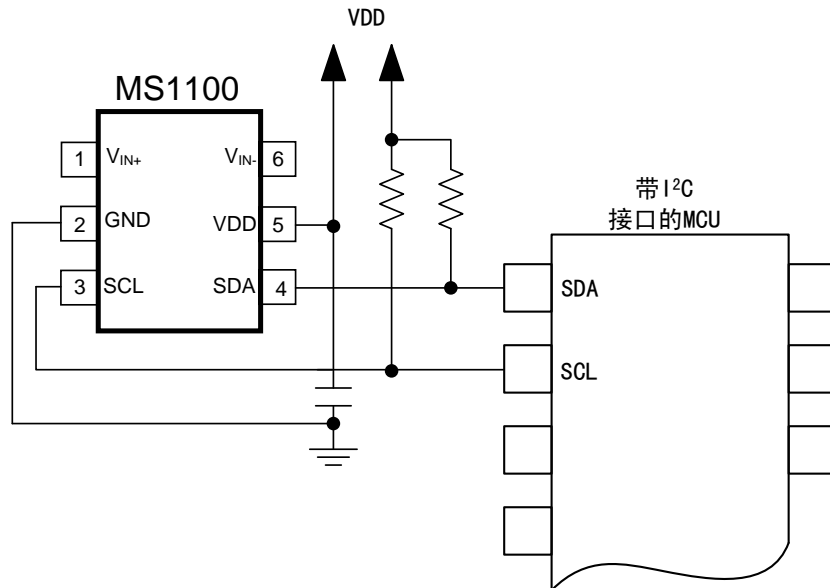 VDD
MS1100
1 VIN+ VIN- 6
2 GND VDD 5
3 SCL SDA 4
带I²C
接口的MCU
SDA
SCL